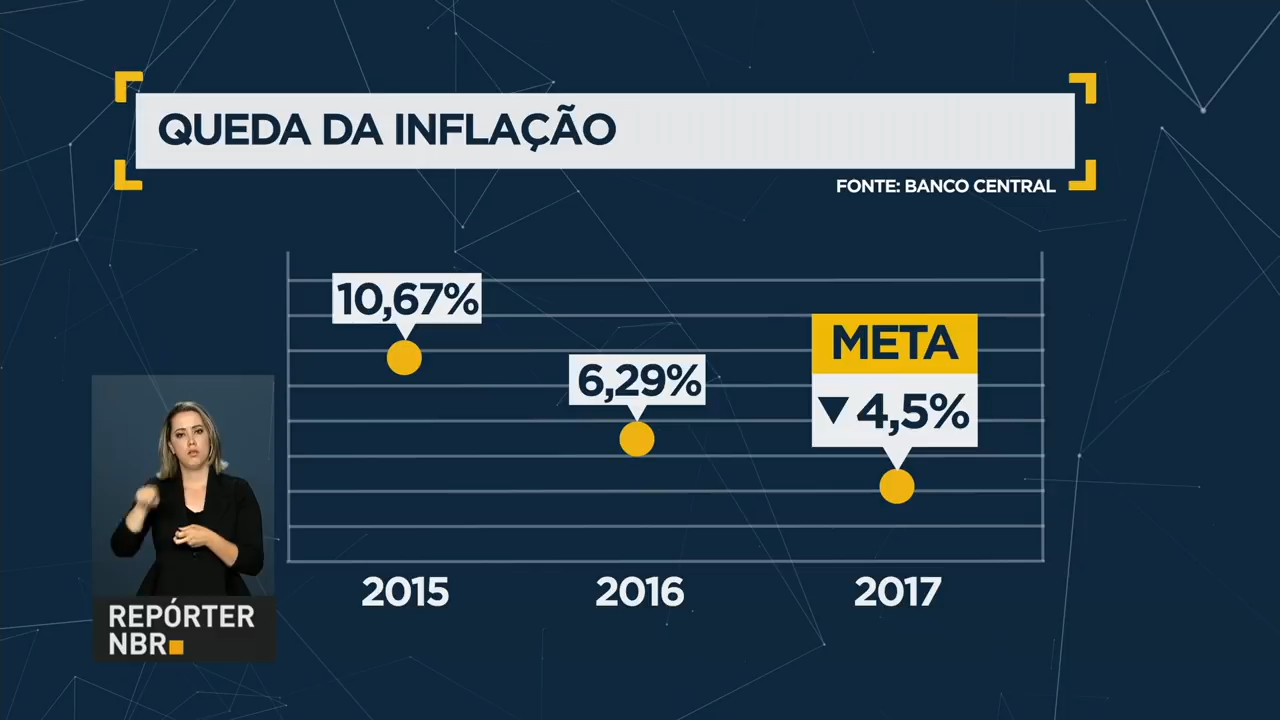 QUEDA DA INFLAÇÃO
FONTE: BANCO CENTRAL
10,67%
6,29%
META
▼ 4,5%
2015
2016
2017
REPÓRTER
NBR